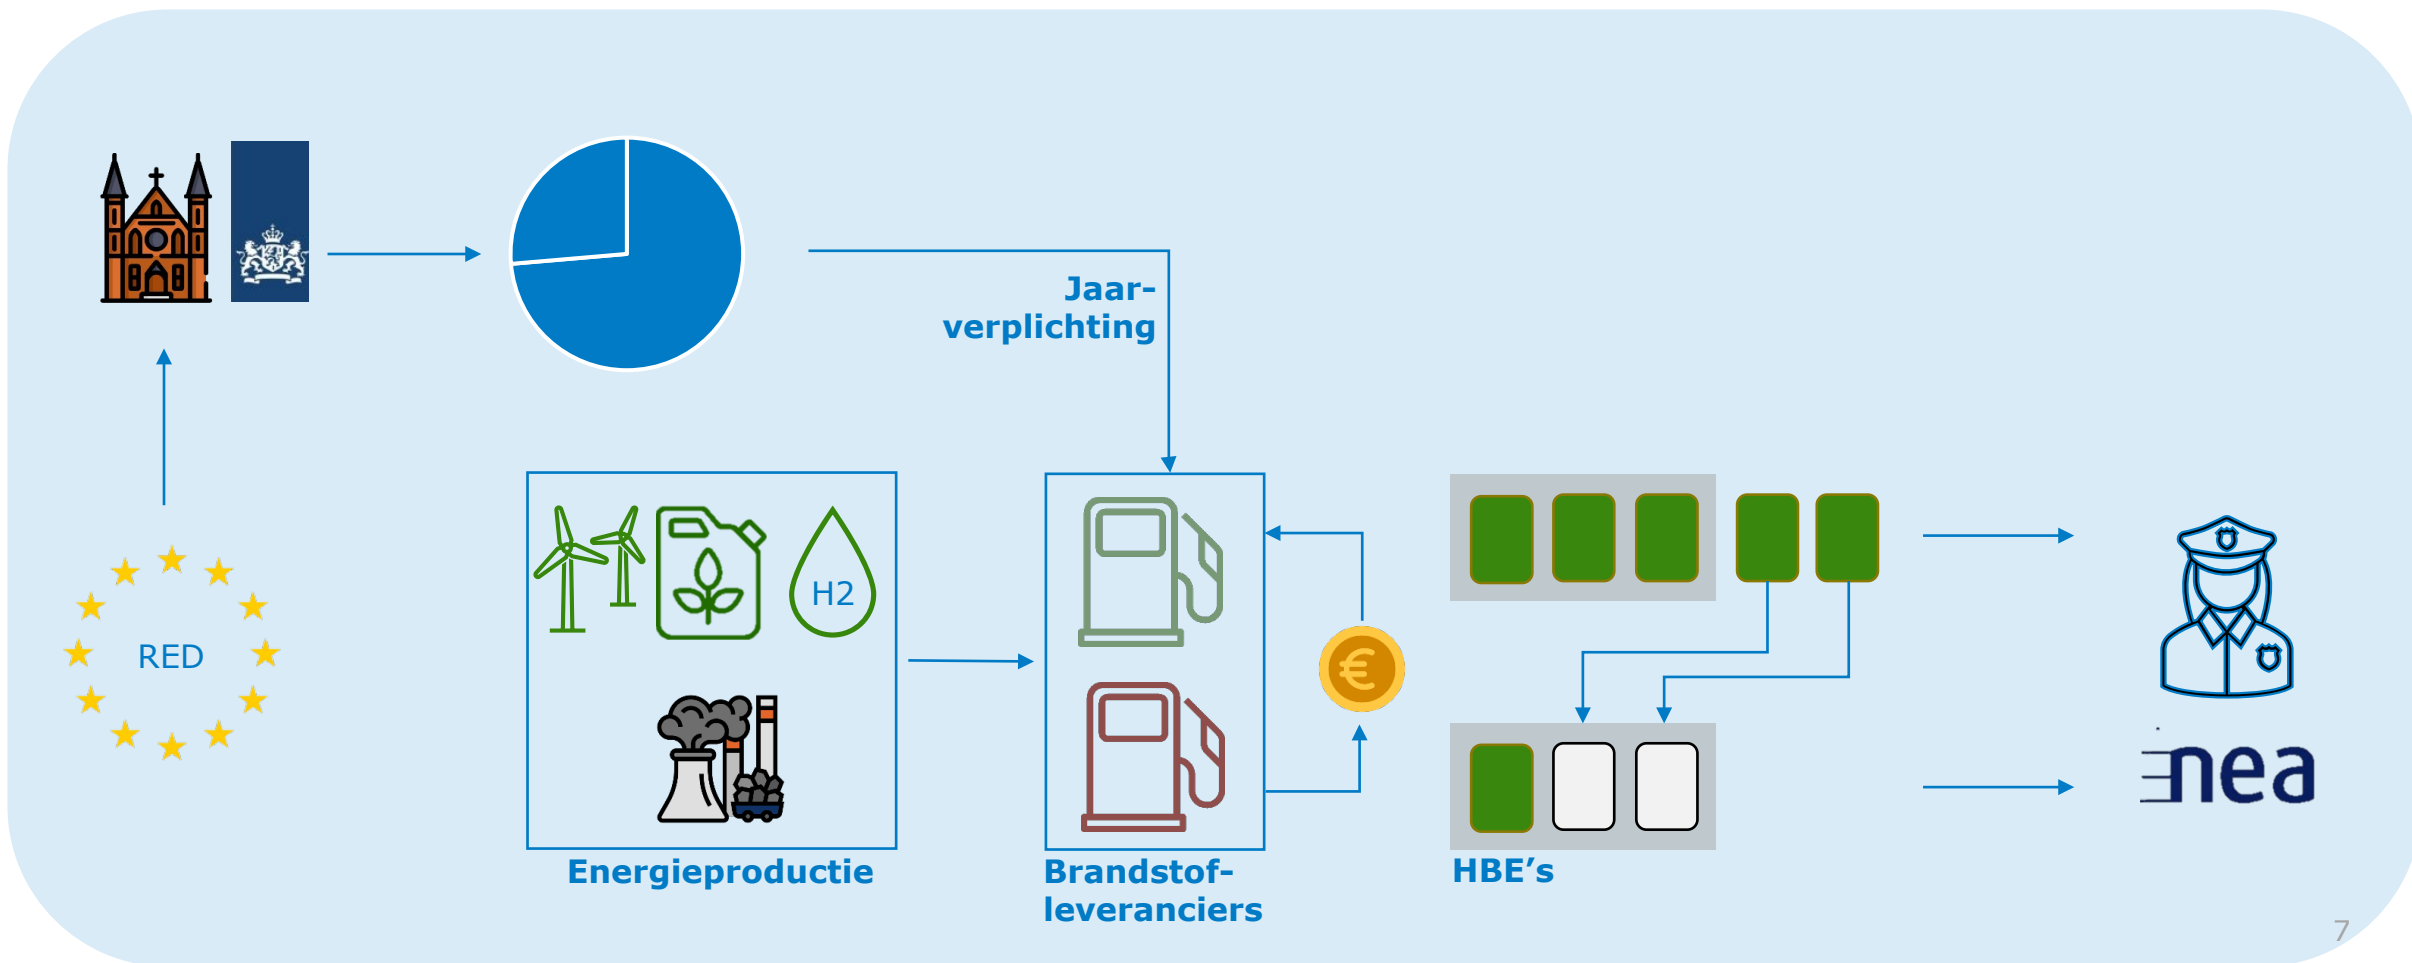 Jaar-
verplichting
H2
RED
Energieproductie
Brandstof-
leveranciers
HBE’s
nea
7